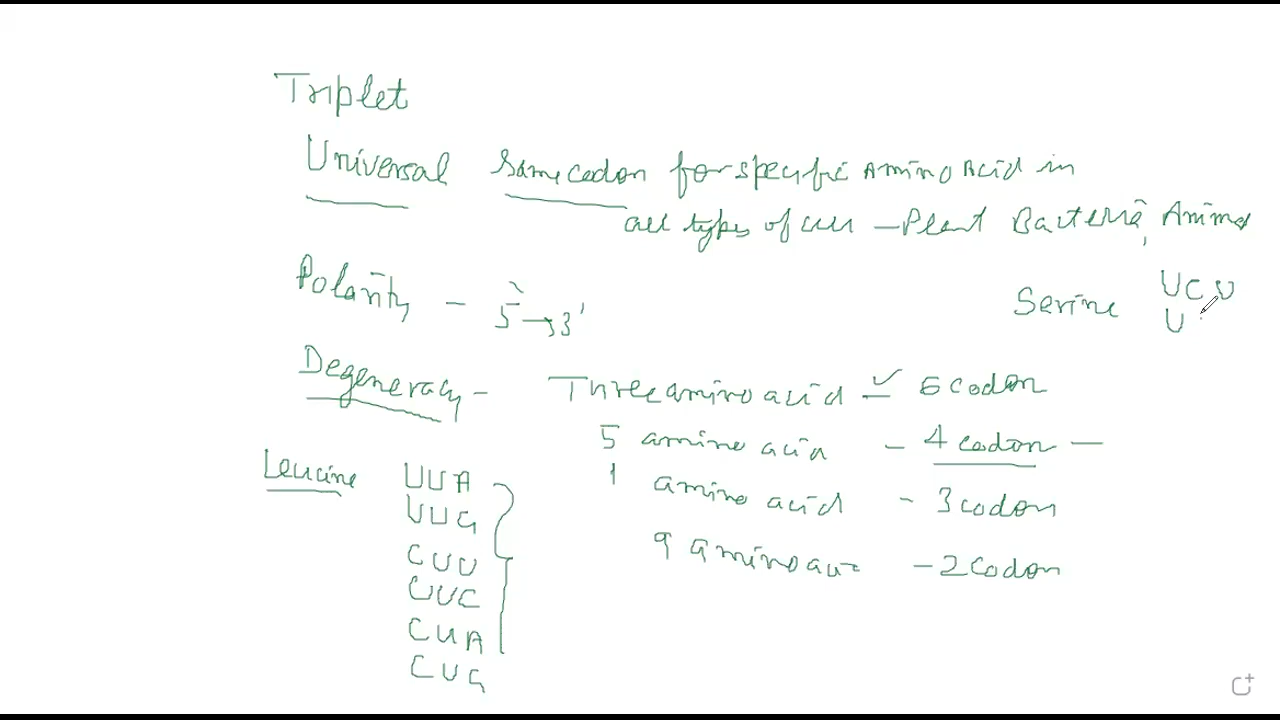 Triplet
Universal Same codon for specific Amino Acid in
all types of cell - Plant Bacteria, Animal
Polarity - 5' → 3'
Serine UCU
U
Degeneracy - Three amino acid - 6 codon
5 amino acid - 4 codon -
1 amino acid - 3 codon
9 amino - 2 codon
Leucine UUA
UUG
CUU
CUC
CUA
CUG